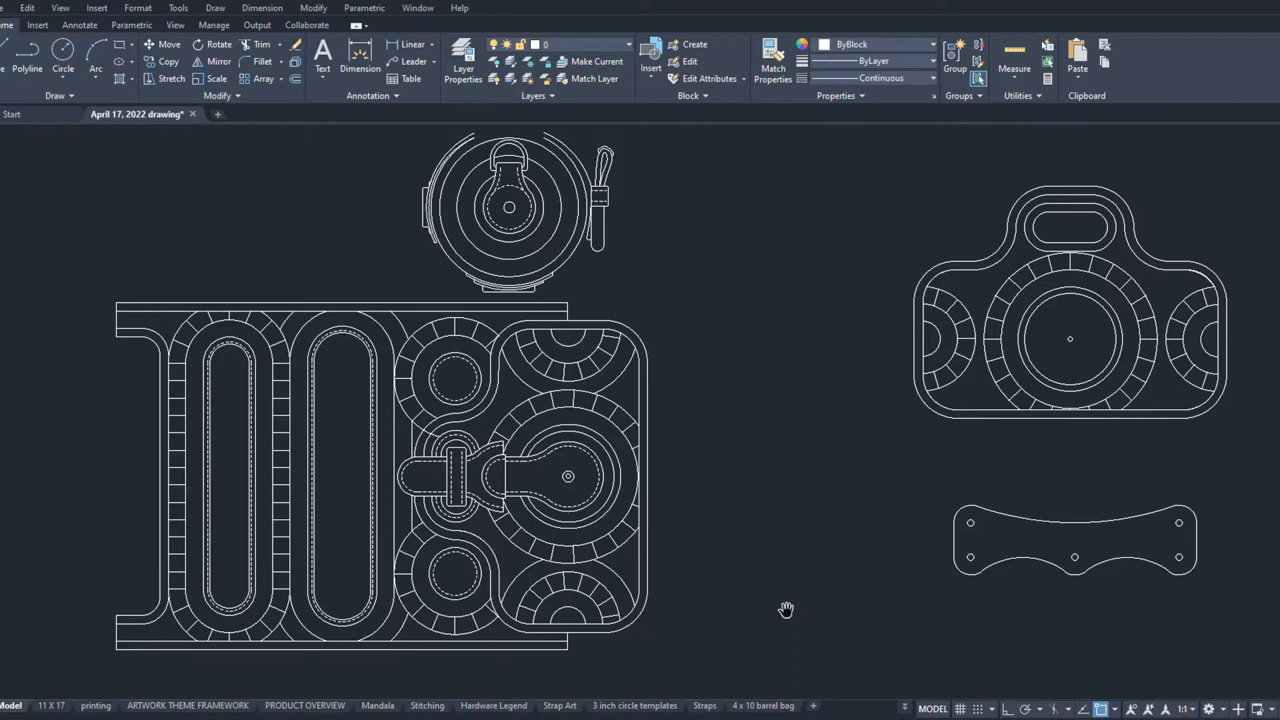 Edit View Insert Format Tools Draw Dimension Modify Parametric Window Help
Insert Annotate Parametric View Manage Output Collaborate
Polyline Circle Arc
Move Rotate Trim
Copy Mirror Fillet
Stretch Scale Array
Text Dimension
Linear
Leader
Table
Layer Properties
0
Make Current
Match Layer
Insert
Create
Edit
Edit Attributes
Match Properties
ByBlock
ByLayer
Continuous
Group
Measure
Paste
Draw Modify Annotation Layers Block Properties Groups Utilities Clipboard
Start April 17, 2022 drawing*
Model 11 X 17 printing ARTWORK THEME FRAMEWORK PRODUCT OVERVIEW Mandala Stitching Hardware Legend Strap Art 3 inch circle templates Straps 4 x 10 barrel bag MODEL 1:1